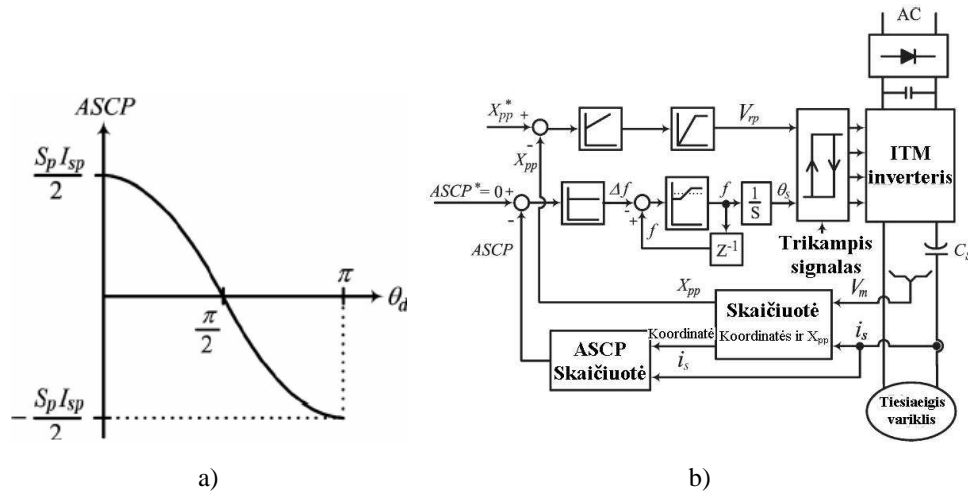 ASCP
S_p I_sp
2
π
θ_d
π
2
− S_p I_sp
2
a)
AC
X_pp* +
-
X_pp
V_rp
ITM
inverteris
ASCP* = 0 +
-
Δf
-
+
f
f
1
S
θ_s
Z⁻¹
Trikampis
signalas
ASCP
C_s
X_pp
V_m
Skaičiuotė
Koordinatės ir X_pp
i_s
Koordinatė
ASCP
Skaičiuotė
i_s
Tiesiaeigis
variklis
b)